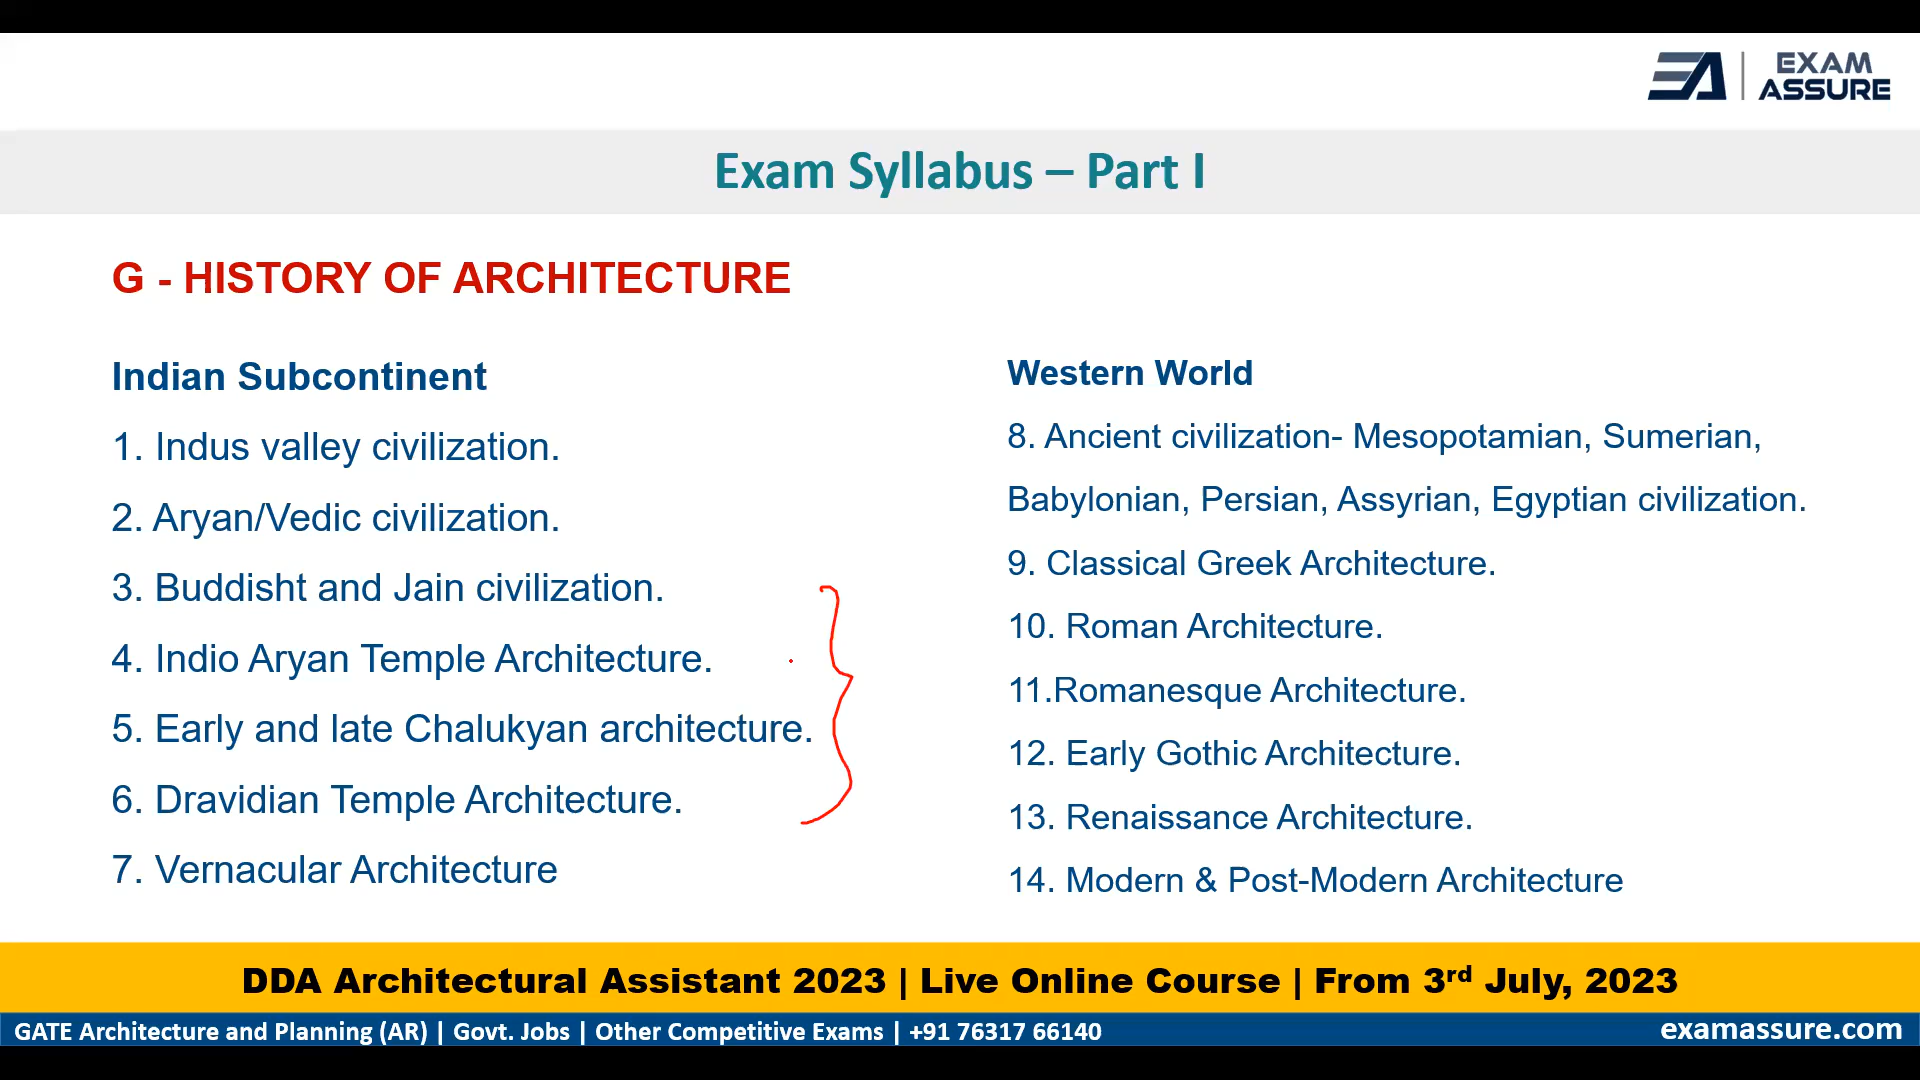 EXAM
ASSURE
Exam Syllabus – Part I
G - HISTORY OF ARCHITECTURE
Indian Subcontinent
1. Indus valley civilization.
2. Aryan/Vedic civilization.
3. Buddisht and Jain civilization.
4. Indio Aryan Temple Architecture.
5. Early and late Chalukyan architecture.
6. Dravidian Temple Architecture.
7. Vernacular Architecture
Western World
8. Ancient civilization- Mesopotamian, Sumerian,
Babylonian, Persian, Assyrian, Egyptian civilization.
9. Classical Greek Architecture.
10. Roman Architecture.
11.Romanesque Architecture.
12. Early Gothic Architecture.
13. Renaissance Architecture.
14. Modern & Post-Modern Architecture
DDA Architectural Assistant 2023 | Live Online Course | From 3rd July, 2023
GATE Architecture and Planning (AR) | Govt. Jobs | Other Competitive Exams | +91 76317 66140
examassure.com